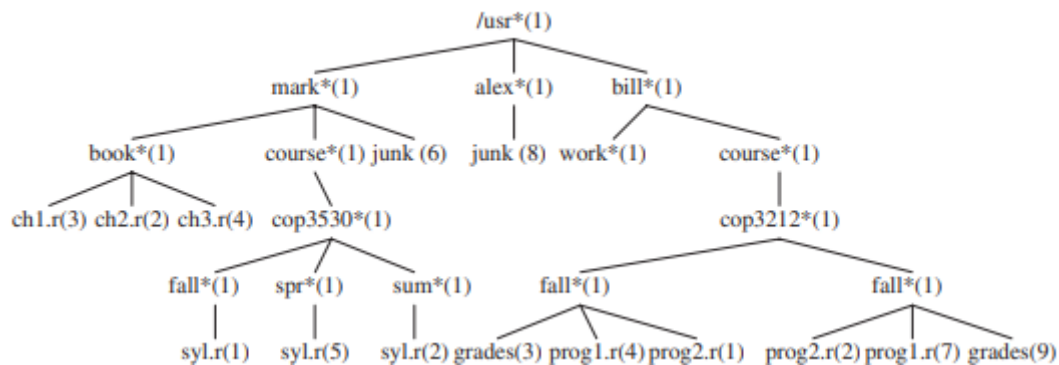 /usr*(1)
mark*(1) alex*(1) bill*(1)
book*(1) course*(1) junk (6) junk (8) work*(1) course*(1)
ch1.r(3) ch2.r(2) ch3.r(4) cop3530*(1) cop3212*(1)
fall*(1) spr*(1) sum*(1) fall*(1) fall*(1)
syl.r(1) syl.r(5) syl.r(2) grades(3) prog1.r(4) prog2.r(1) prog2.r(2) prog1.r(7) grades(9)